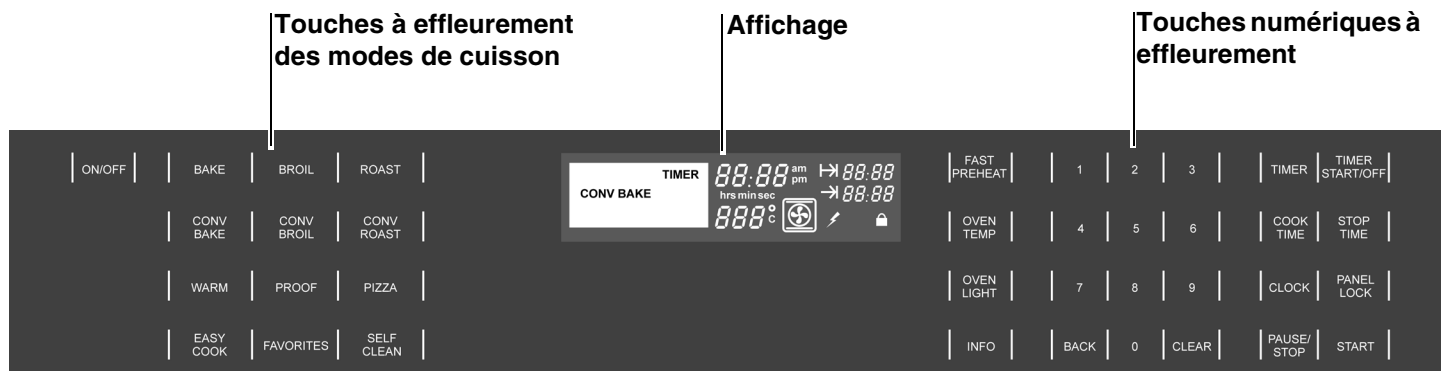 Touches à effleurement
des modes de cuisson
Affichage
Touches numériques à
effleurement
ON/OFF
BAKE
BROIL
ROAST
CONV
BAKE
CONV
BROIL
CONV
ROAST
WARM
PROOF
PIZZA
EASY
COOK
FAVORITES
SELF
CLEAN
TIMER
CONV BAKE
88:88 am
pm
hrs min sec
888° C
88:88
88:88
FAST
PREHEAT
1
2
3
OVEN
TEMP
4
5
6
OVEN
LIGHT
7
8
9
INFO
BACK
0
CLEAR
TIMER
TIMER
START/OFF
COOK
TIME
STOP
TIME
CLOCK
PANEL
LOCK
PAUSE/
STOP
START